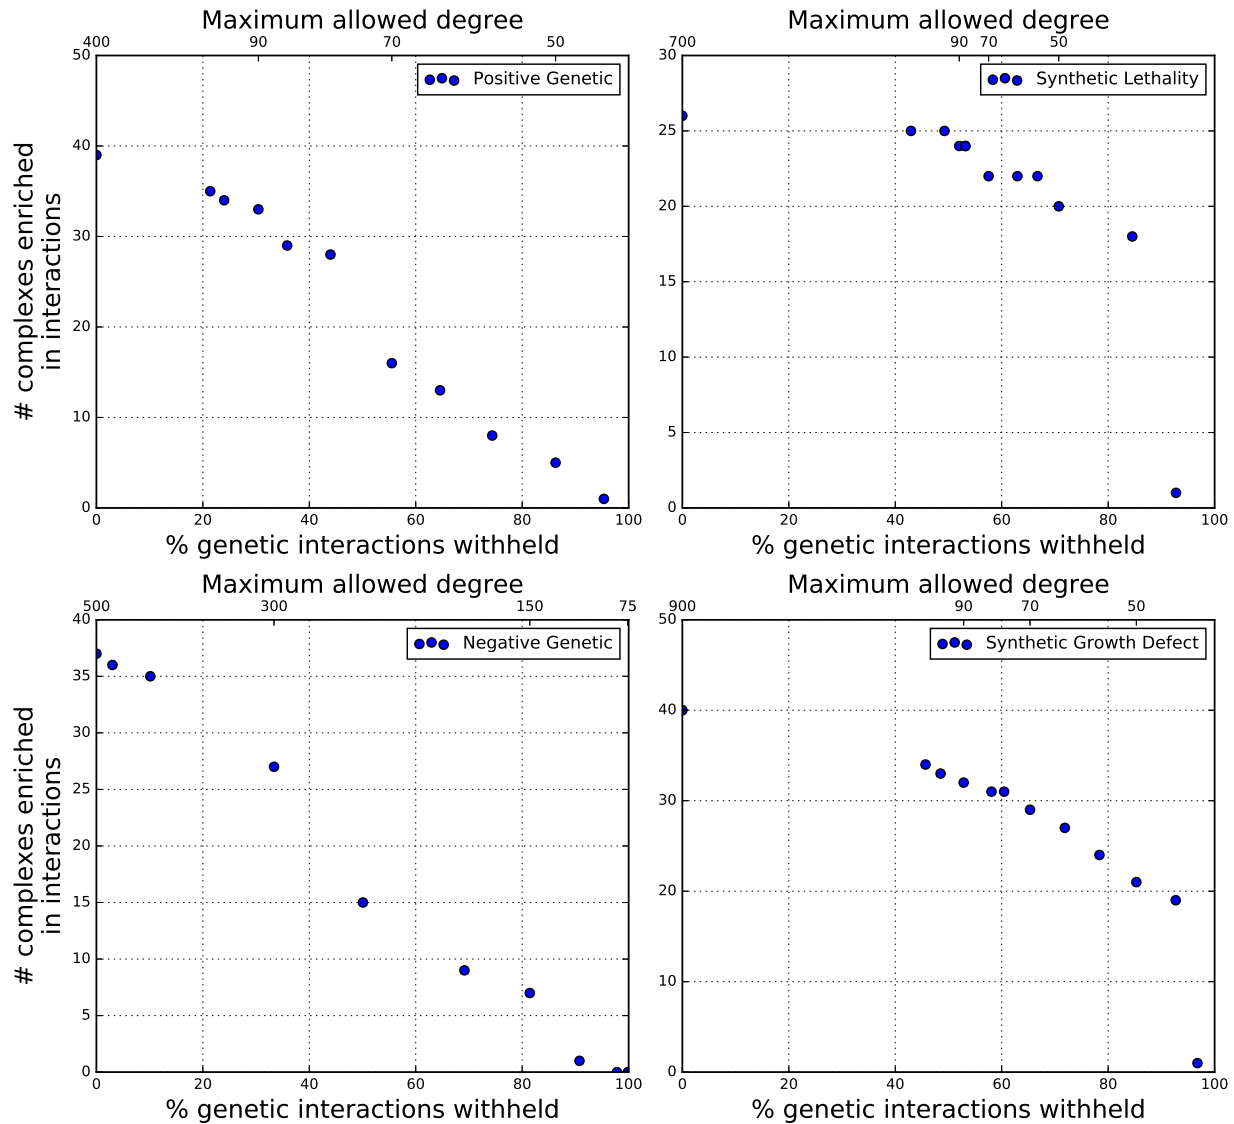 Maximum allowed degree
400 90 70 50
50
40
30
20
10
0
Positive Genetic
# complexes enriched
in interactions
0 20 40 60 80 100
% genetic interactions withheld
Maximum allowed degree
700 90 70 50
30
25
20
15
10
5
0
Synthetic Lethality
0 20 40 60 80 100
% genetic interactions withheld
Maximum allowed degree
500 300 150 75
40
35
30
25
20
15
10
5
0
Negative Genetic
# complexes enriched
in interactions
0 20 40 60 80 100
% genetic interactions withheld
Maximum allowed degree
900 90 70 50
50
40
30
20
10
0
Synthetic Growth Defect
0 20 40 60 80 100
% genetic interactions withheld